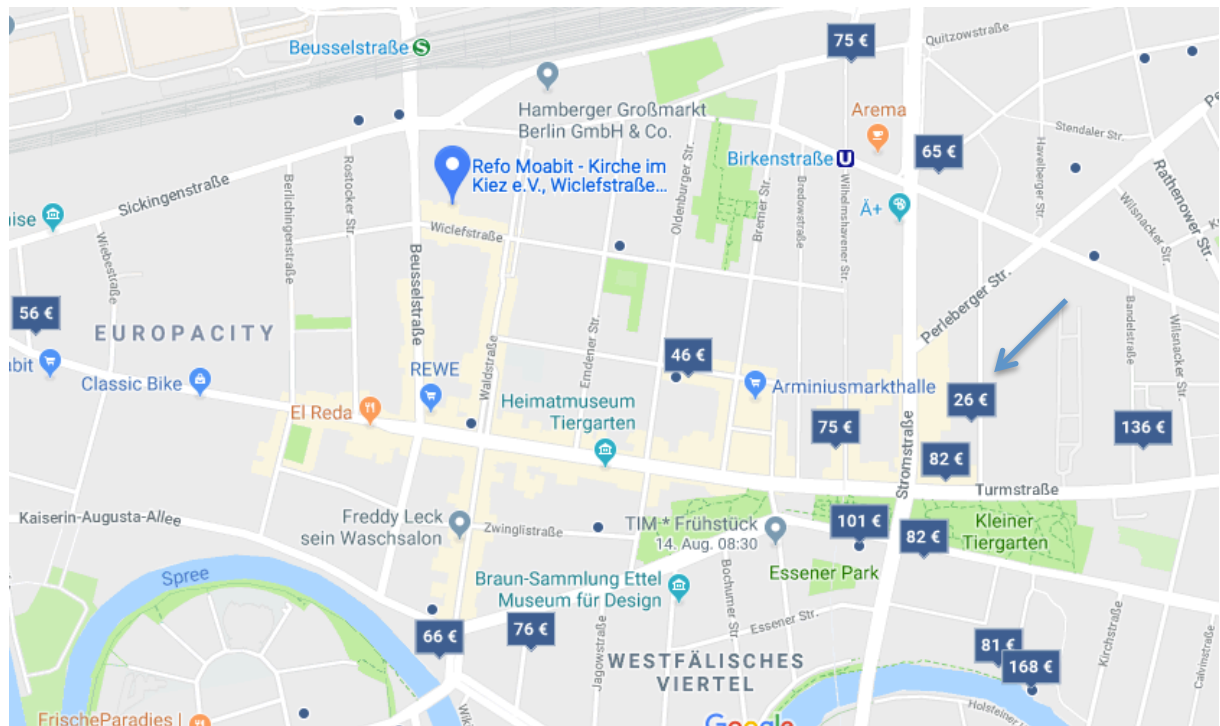 Beusselstraße S
75 €
Quitzowstraße
Hamberger Großmarkt
Berlin GmbH & Co.
Arema
Pe
Stendaler Str.
Birkenstraße U
65 €
Refo Moabit - Kirche im
Kiez e.V., Wiclefstraße...
Sickingenstraße
Berlichingenstraße
Rostocker Str.
Oldenburger Str.
Bremer Str.
Bredowstraße
Wilhelmshavener Str.
Havelberger Str.
Rathenower Str.
Wilsnacker Str.
ise
Ä+
Wiebestraße
Wiclefstraße
Beusselstraße
56 €
EUROPACITY
Perleberger Str.
Bandelstraße
Wilsnacker Str.
Waldstraße
Emdener Str.
46 €
abit
Classic Bike
REWE
Arminiusmarkthalle
26 €
El Reda
Heimatmuseum
Tiergarten
75 €
136 €
82 €
Stromstraße
Turmstraße
Kaiserin-Augusta-Allee
Freddy Leck
sein Waschsalon
Zwinglistraße
TIM* Frühstück
14. Aug. 08:30
101 €
82 €
Kleiner
Tiergarten
Spree
Braun-Sammlung Ettel
Museum für Design
Essener Park
Bochumer Str
Essener Str.
66 €
76 €
Jagowstraße
WESTFÄLISCHES
VIERTEL
81 €
168 €
Kirchstraße
Calvinstraße
FrischeParadies |
Wik
Google
Holsteiner